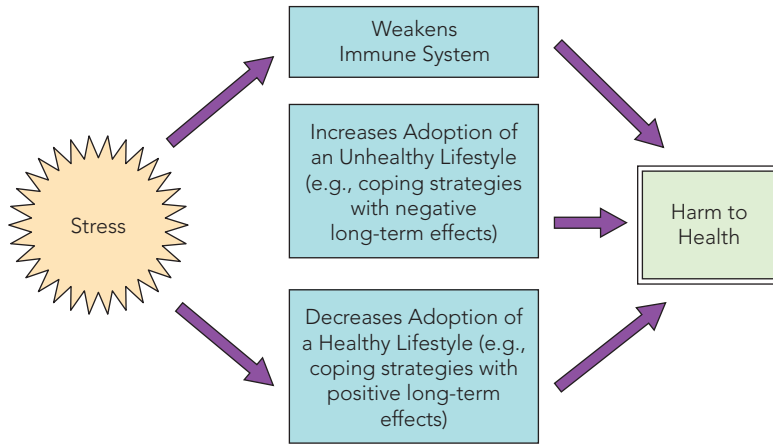 Weakens
Immune System
Increases Adoption of
an Unhealthy Lifestyle
(e.g., coping strategies
with negative
long-term effects)
Stress
Harm to
Health
Decreases Adoption of
a Healthy Lifestyle (e.g.,
coping strategies with
positive long-term
effects)